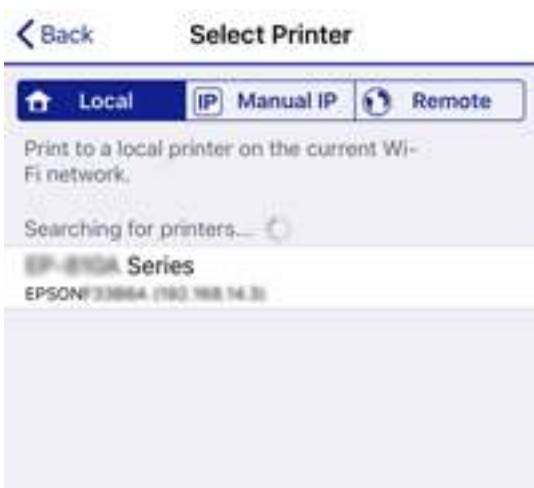 Back
Select Printer
Local
IP Manual IP
Remote
Print to a local printer on the current Wi-
Fi network.
Searching for printers...
Series
EPSON